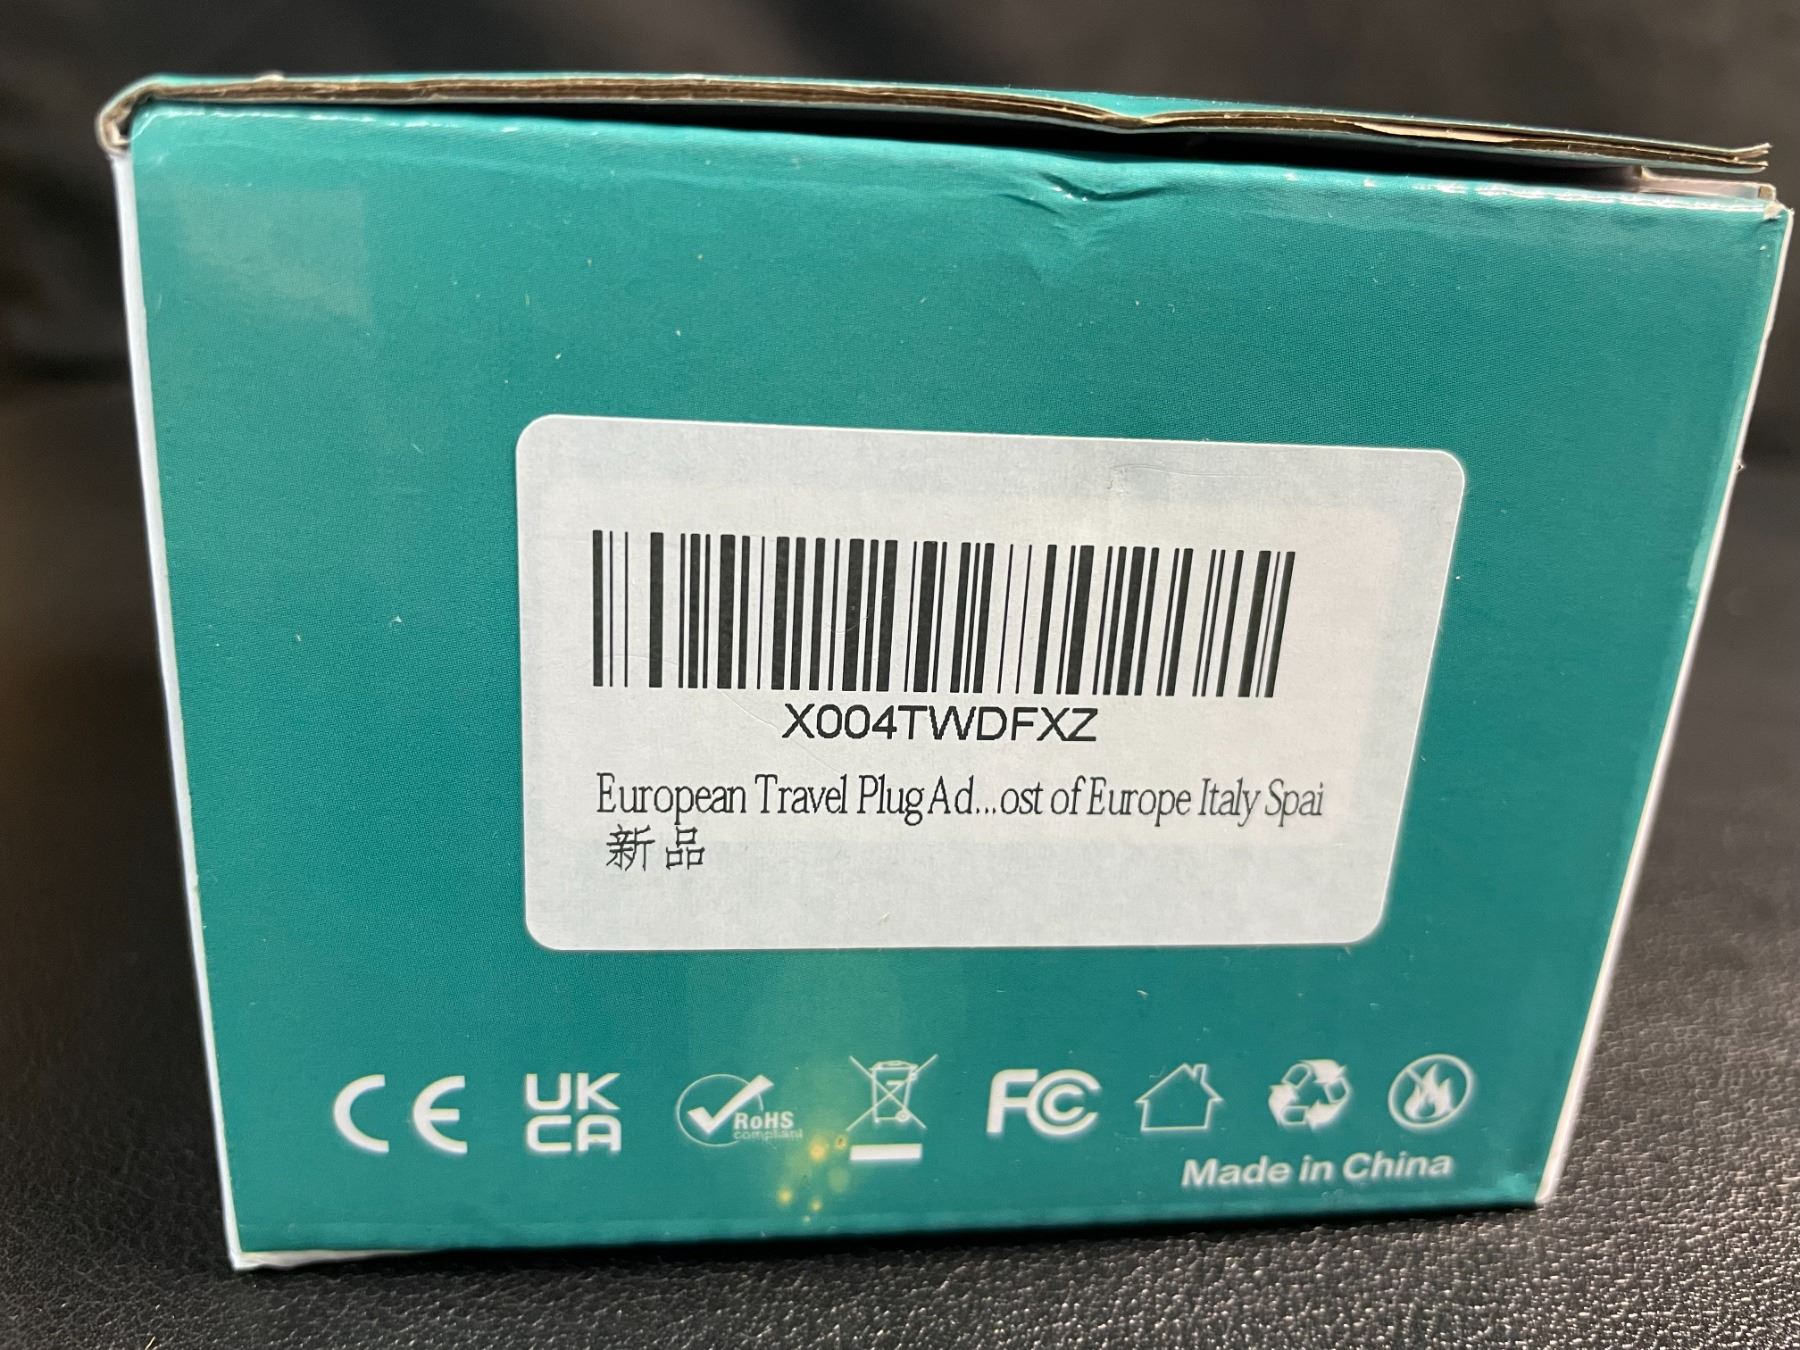 X004TWDFXZ
European Travel Plug Ad...ost of Europe Italy Spai
新品
CE UK CA RoHS compliant FC
Made in China